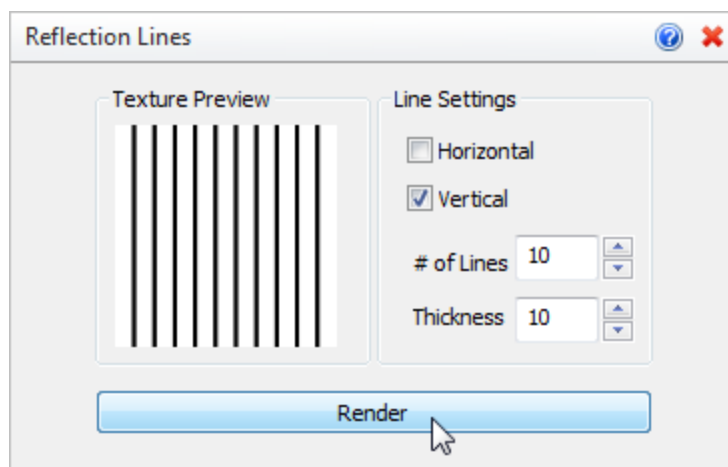 Reflection Lines
Texture Preview
Line Settings
Horizontal
Vertical
# of Lines 10
Thickness 10
Render